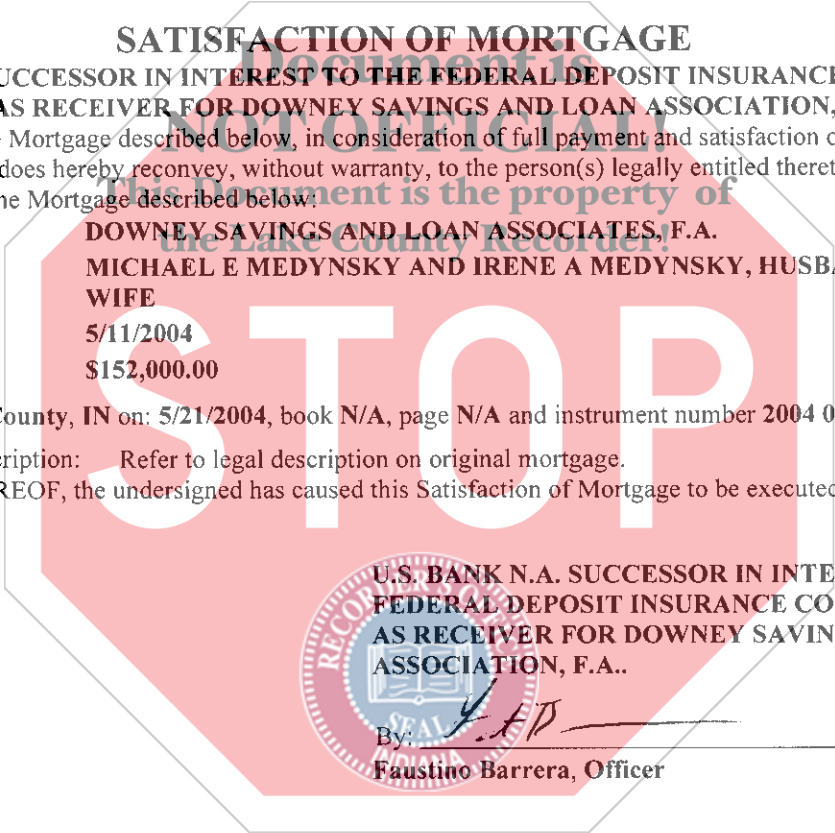 SATISFACTION OF MORTGAGE
Document is
UCCESSOR IN INTEREST TO THE FEDERAL DEPOSIT INSURANCE
AS RECEIVER FOR DOWNEY SAVINGS AND LOAN ASSOCIATION,
NOT OFFICIAL!
Mortgage described below, in consideration of full payment and satisfaction
does hereby reconvey, without warranty, to the person(s) legally entitled theret
This Document is the property of
he Mortgage described below:
DOWNEY SAVINGS AND LOAN ASSOCIATES, F.A.
the Lake County Recorder!
MICHAEL E MEDYNSKY AND IRENE A MEDYNSKY, HUSBA
WIFE
5/11/2004
$152,000.00
STOP
County, IN on: 5/21/2004, book N/A, page N/A and instrument number 2004 0
cription: Refer to legal description on original mortgage.
REOF, the undersigned has caused this Satisfaction of Mortgage to be executed
U.S. BANK N.A. SUCCESSOR IN INTE
FEDERAL DEPOSIT INSURANCE CO
AS RECEIVER FOR DOWNEY SAVIN
ASSOCIATION, F.A..
RECORDER'S OFFICE
SEAL
INDIANA
By:
Faustino Barrera, Officer